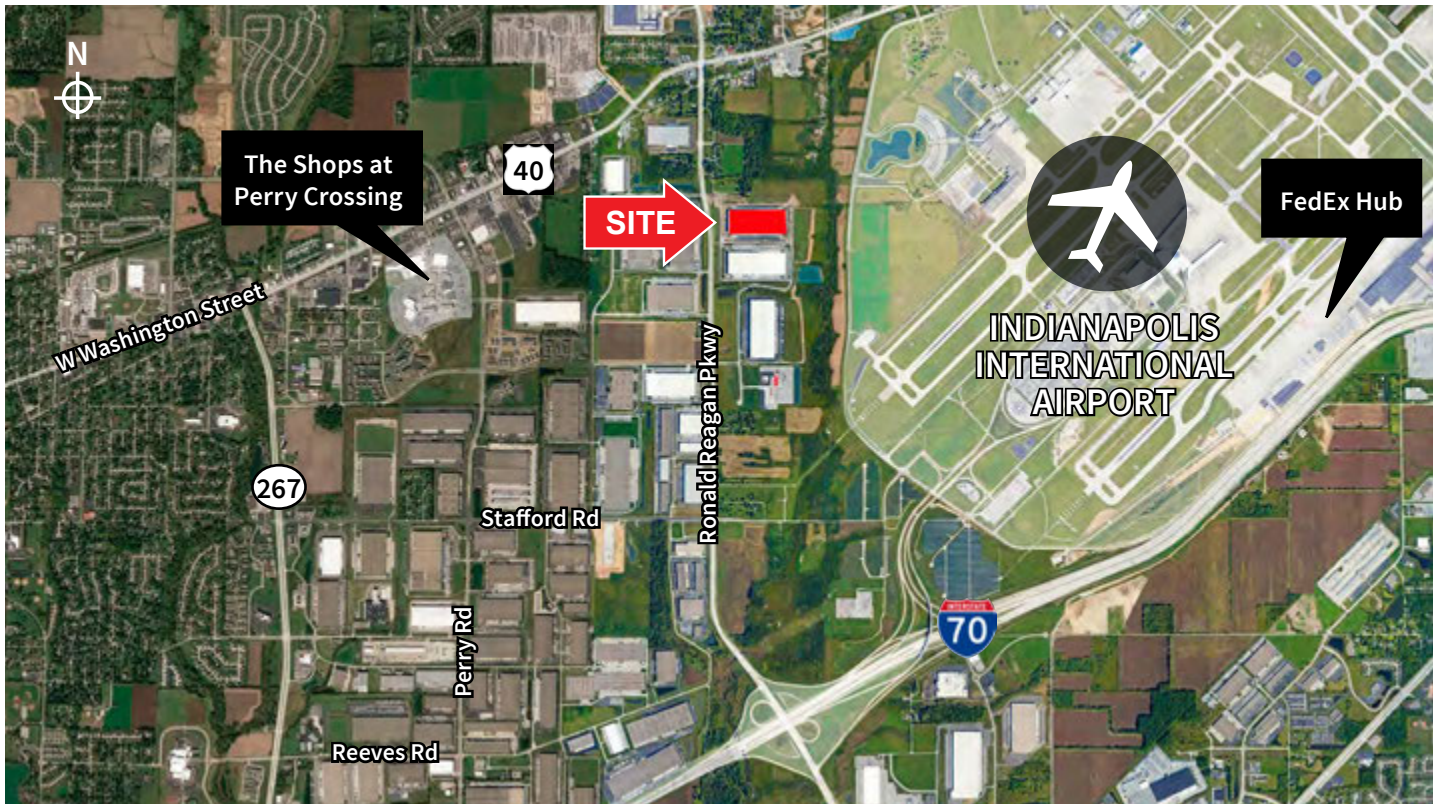 N
The Shops at
Perry Crossing
40
SITE
FedEx Hub
W Washington Street
INDIANAPOLIS
INTERNATIONAL
AIRPORT
Ronald Reagan Pkwy
267
Stafford Rd
INTERSTATE
70
Perry Rd
Reeves Rd